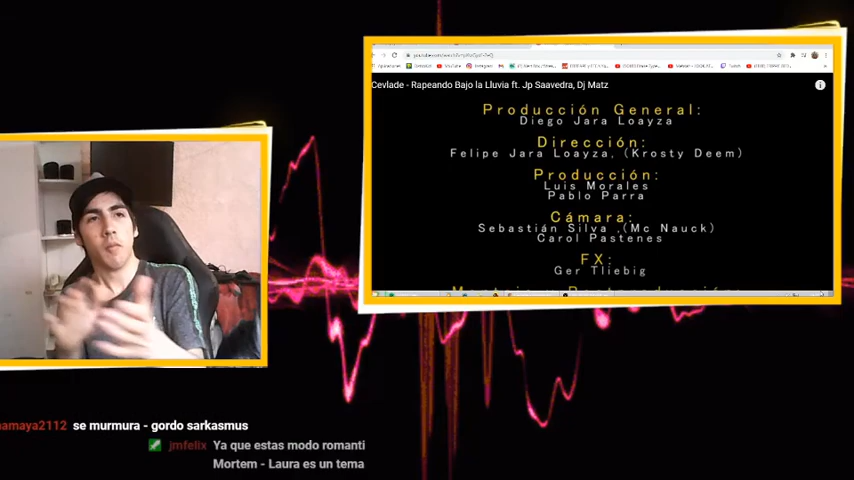 Cevlade - Rapeando Bajo la Lluvia ft. Jp Saavedra, Dj Matz
Producción General:
Diego Jara Loayza
Dirección:
Felipe Jara Loayza, (Krosty Deem)
Producción:
Luis Morales
Pablo Parra
Cámara:
Sebastián Silva ,(Mc Nauck)
Carol Pastenes
FX:
Ger Tliebig
amaya2112 se murmura - gordo sarkasmus
jmfelix Ya que estas modo romanti
Mortem - Laura es un tema